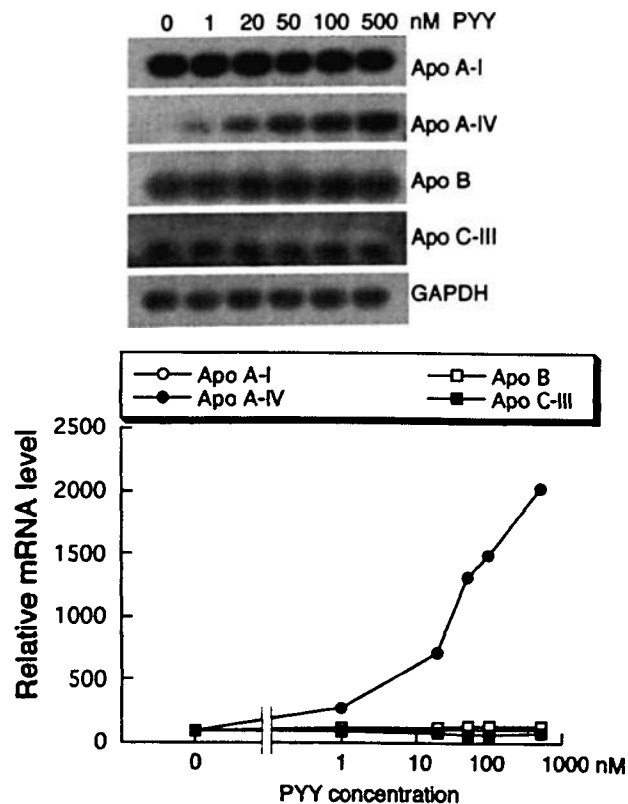 0 1 20 50 100 500 nM PYY
Apo A-I
Apo A-IV
Apo B
Apo C-III
GAPDH
Apo A-I Apo B
Apo A-IV Apo C-III
2500
2000
1500
1000
500
0
Relative mRNA level
0 1 10 100 1000 nM
PYY concentration